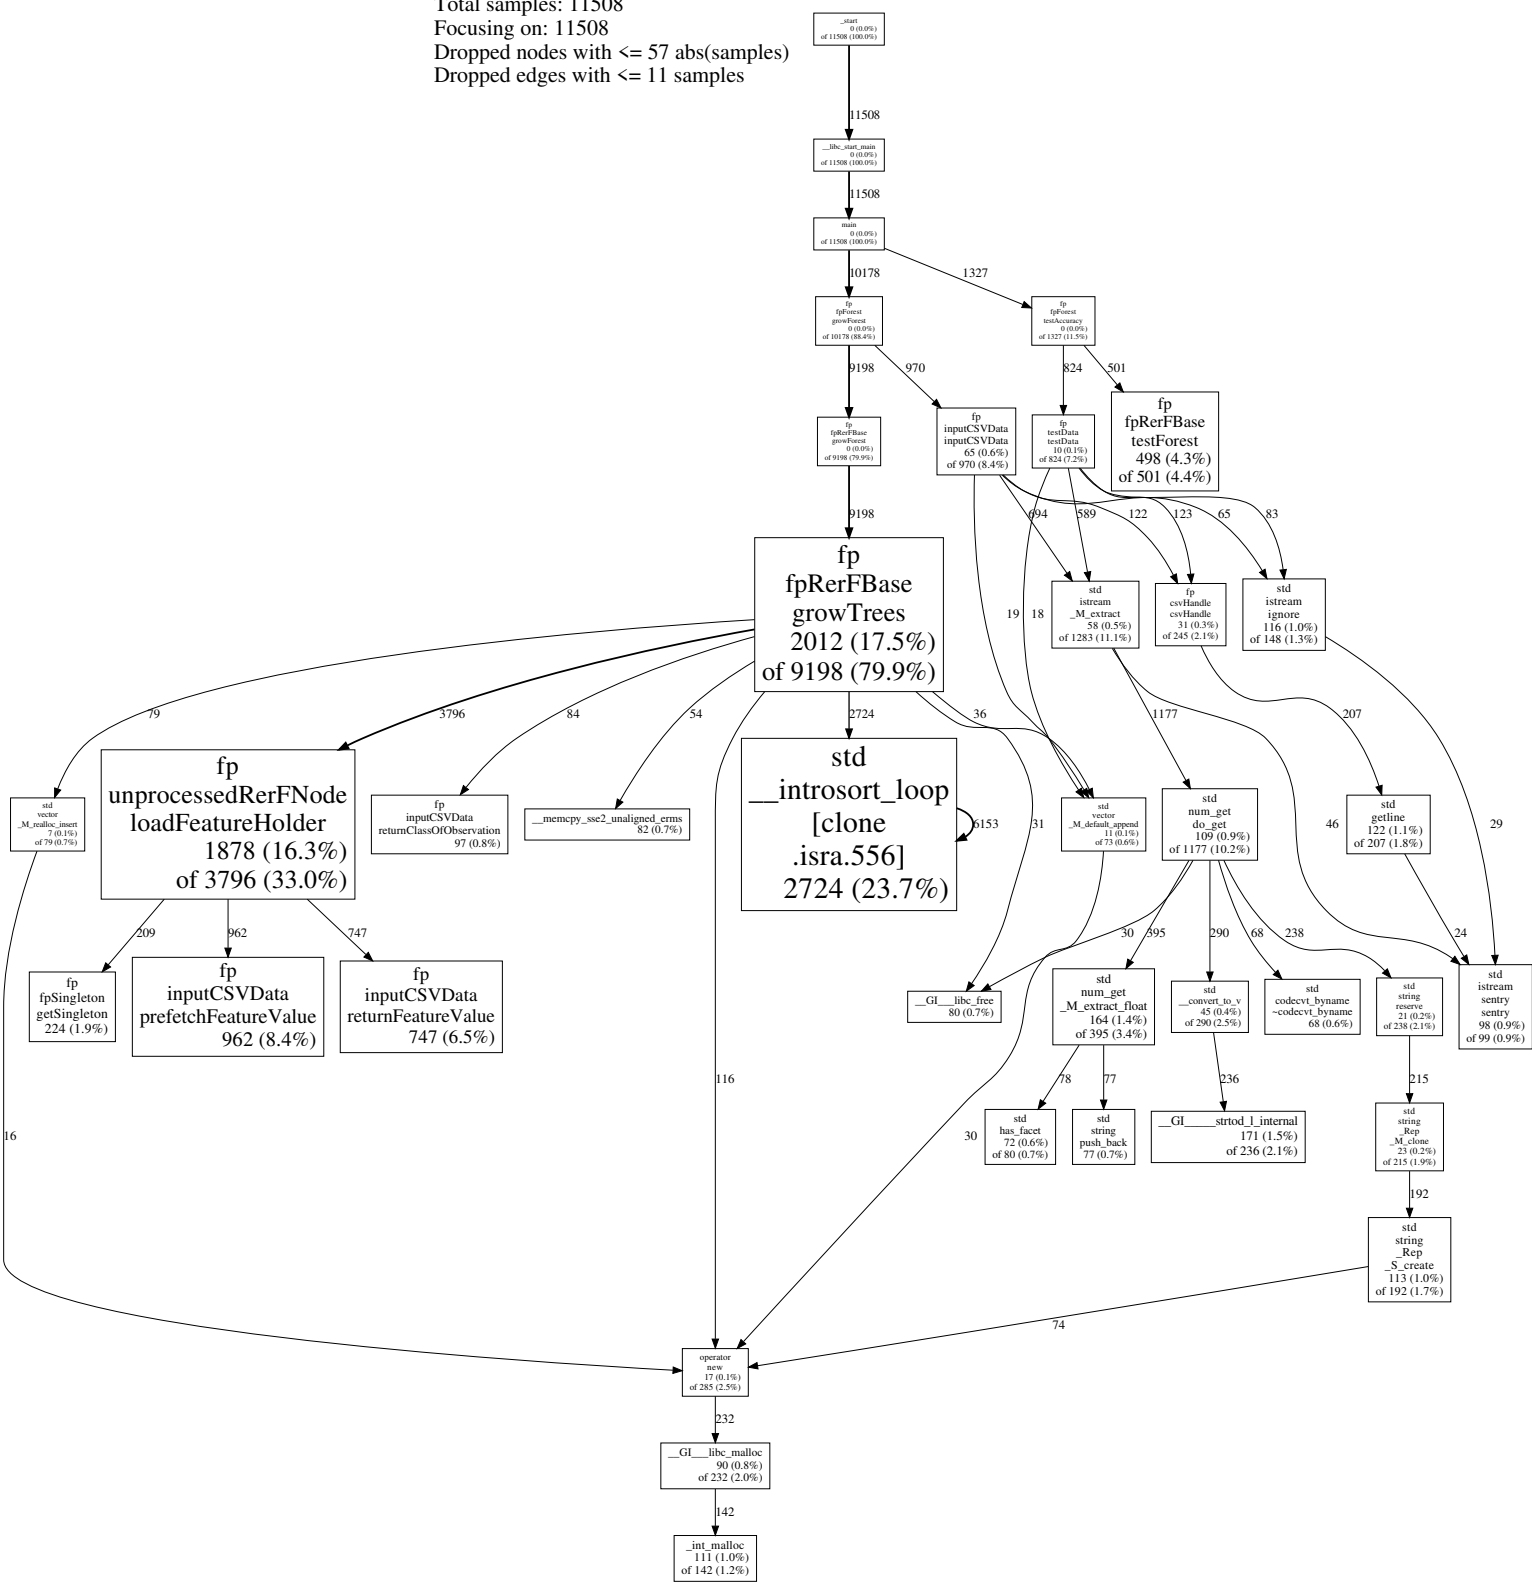 Total samples: 11508
Focusing on: 11508
Dropped nodes with <= 57 abs(samples)
Dropped edges with <= 11 samples
_start
0 (0.0%)
of 11508 (100.0%)
11508
__libc_start_main
0 (0.0%)
of 11508 (100.0%)
11508
main
0 (0.0%)
of 11508 (100.0%)
10178
1327
fp
fpForest
growForest
0 (0.0%)
of 10178 (88.4%)
fp
fpForest
testAccuracy
0 (0.0%)
of 1327 (11.5%)
9198
970
824
501
fp
fpRerFBase
growForest
0 (0.0%)
of 9198 (79.9%)
fp
inputCSVData
inputCSVData
65 (0.6%)
of 970 (8.4%)
fp
testData
testData
10 (0.1%)
of 824 (7.2%)
fp
fpRerFBase
testForest
498 (4.3%)
of 501 (4.4%)
9198
694
589
122
123
65
83
19
18
fp
fpRerFBase
growTrees
2012 (17.5%)
of 9198 (79.9%)
std
istream
_M_extract
58 (0.5%)
of 1283 (11.1%)
fp
csvHandle
csvHandle
31 (0.3%)
of 245 (2.1%)
std
istream
ignore
116 (1.0%)
of 148 (1.3%)
79
3796
84
54
2724
36
1177
207
std
vector
_M_realloc_insert
7 (0.1%)
of 79 (0.7%)
fp
unprocessedRerFNode
loadFeatureHolder
1878 (16.3%)
of 3796 (33.0%)
fp
inputCSVData
returnClassOfObservation
97 (0.8%)
__memcpy_sse2_unaligned_erms
82 (0.7%)
std
__introsort_loop
[clone
.isra.556]
2724 (23.7%)
6153
31
std
vector
_M_default_append
11 (0.1%)
of 73 (0.6%)
std
num_get
do_get
109 (0.9%)
of 1177 (10.2%)
46
std
getline
122 (1.1%)
of 207 (1.8%)
29
209
962
747
30
395
290
68
238
24
fp
fpSingleton
getSingleton
224 (1.9%)
fp
inputCSVData
prefetchFeatureValue
962 (8.4%)
fp
inputCSVData
returnFeatureValue
747 (6.5%)
__GI___libc_free
80 (0.7%)
std
num_get
_M_extract_float
164 (1.4%)
of 395 (3.4%)
std
__convert_to_v
45 (0.4%)
of 290 (2.5%)
std
codecvt_byname
~codecvt_byname
68 (0.6%)
std
string
reserve
21 (0.2%)
of 238 (2.1%)
std
istream
sentry
sentry
98 (0.9%)
of 99 (0.9%)
116
78
77
236
215
16
30
std
has_facet
72 (0.6%)
of 80 (0.7%)
std
string
push_back
77 (0.7%)
__GI_____strtod_l_internal
171 (1.5%)
of 236 (2.1%)
std
string
_Rep
_M_clone
23 (0.2%)
of 215 (1.9%)
192
std
string
_Rep
_S_create
113 (1.0%)
of 192 (1.7%)
74
operator
new
17 (0.1%)
of 285 (2.5%)
232
__GI___libc_malloc
90 (0.8%)
of 232 (2.0%)
142
_int_malloc
111 (1.0%)
of 142 (1.2%)